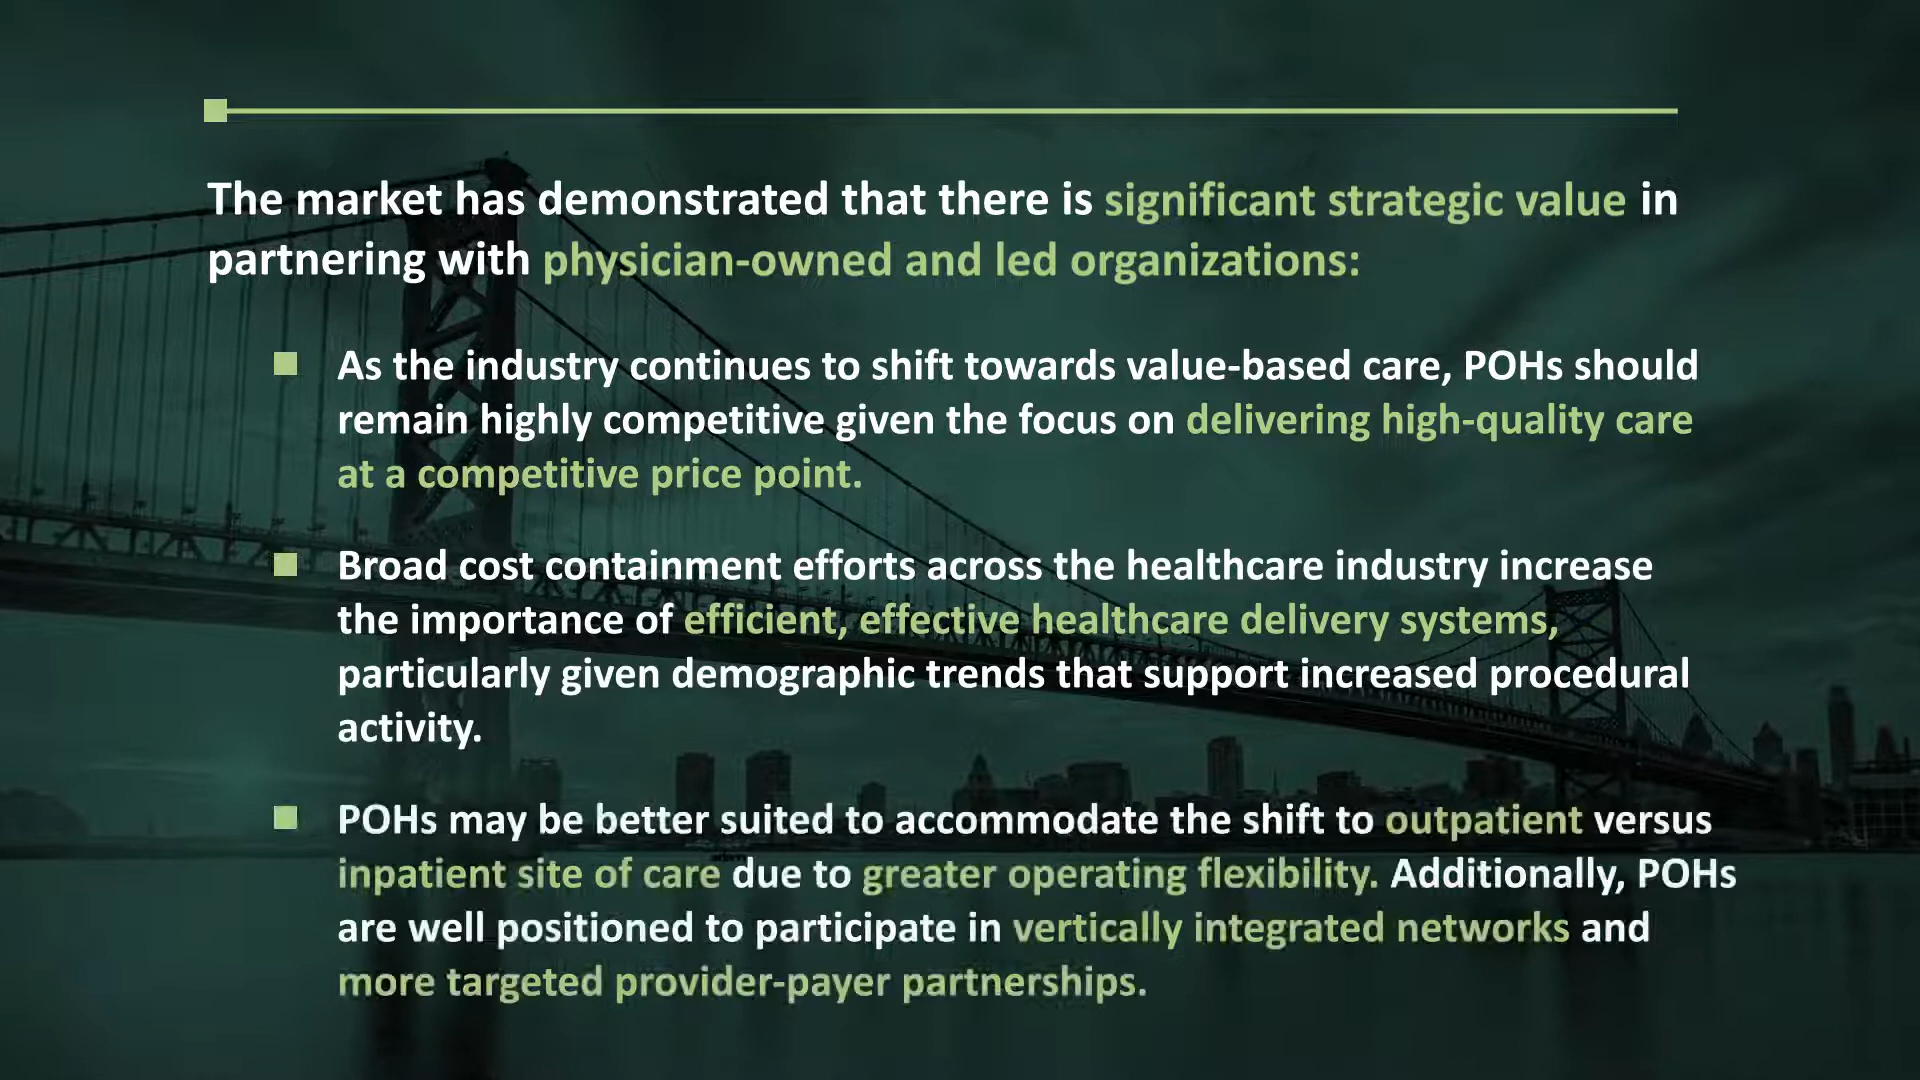 The market has demonstrated that there is significant strategic value in
partnering with physician-owned and led organizations:
As the industry continues to shift towards value-based care, POHs should
remain highly competitive given the focus on delivering high-quality care
at a competitive price point.
Broad cost containment efforts across the healthcare industry increase
the importance of efficient, effective healthcare delivery systems,
particularly given demographic trends that support increased procedural
activity.
POHs may be better suited to accommodate the shift to outpatient versus
inpatient site of care due to greater operating flexibility. Additionally, POHs
are well positioned to participate in vertically integrated networks and
more targeted provider-payer partnerships.